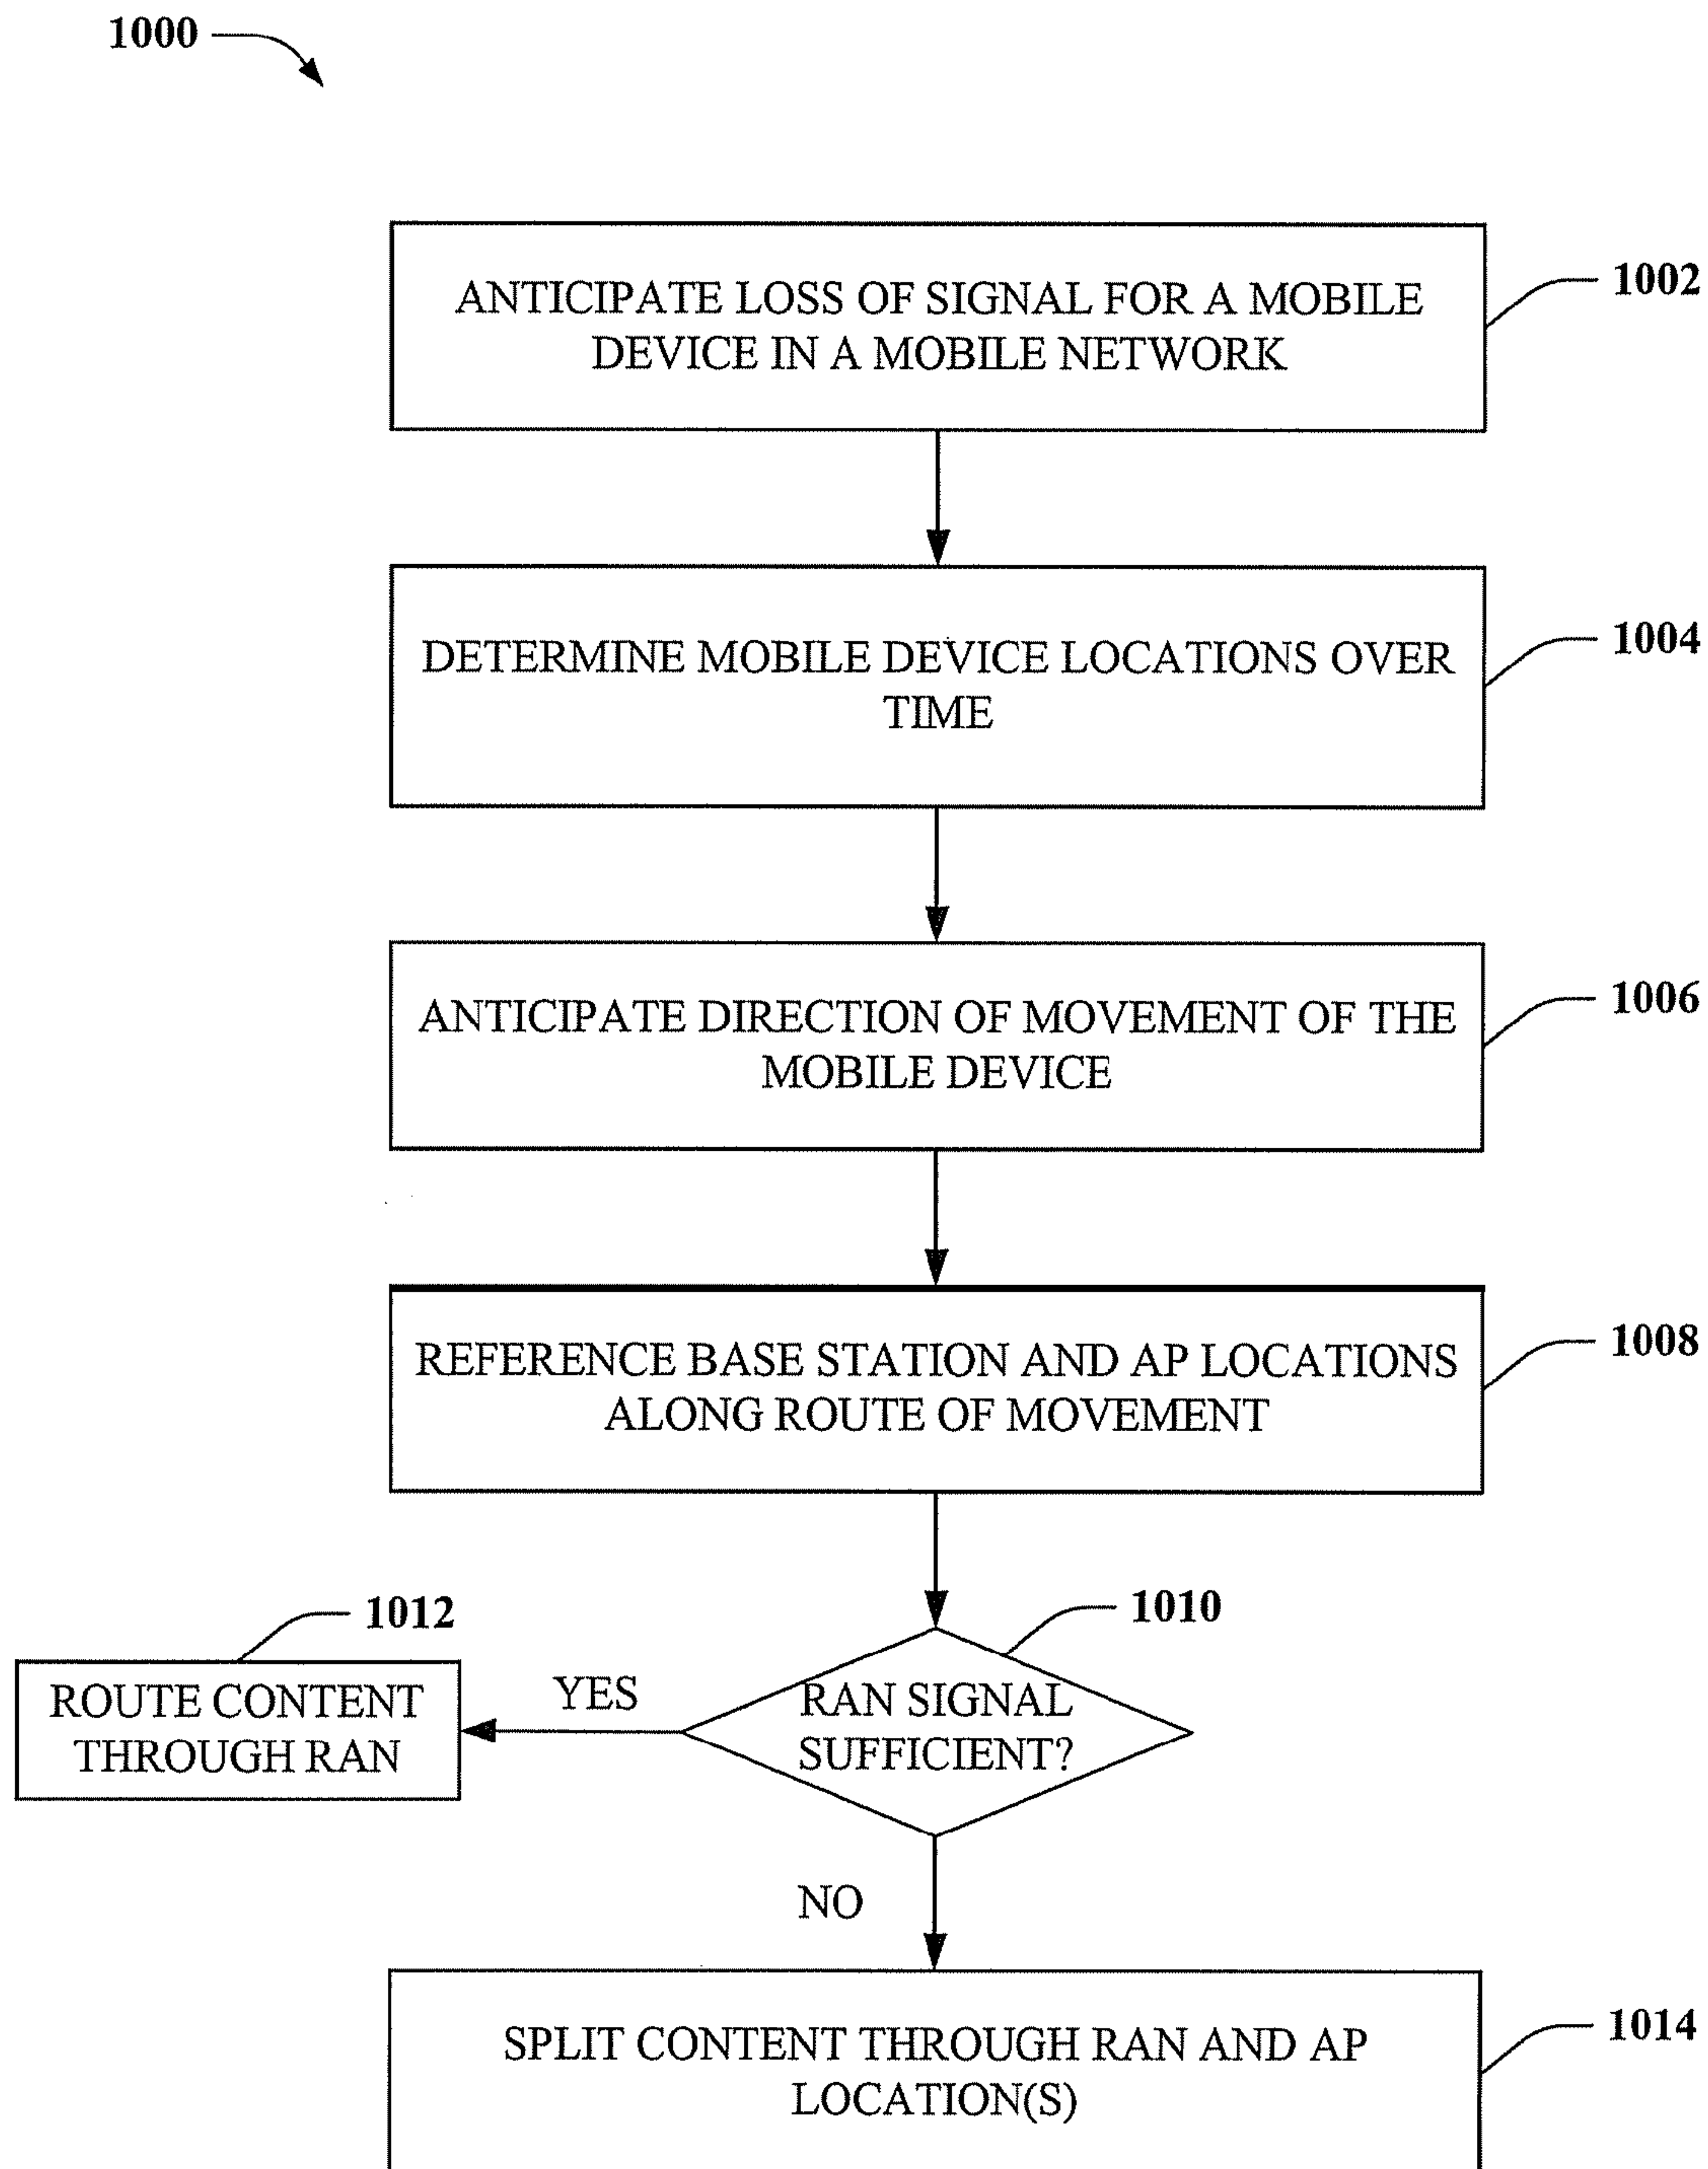 1000
ANTICIPATE LOSS OF SIGNAL FOR A MOBILE
DEVICE IN A MOBILE NETWORK
1002
DETERMINE MOBILE DEVICE LOCATIONS OVER
TIME
1004
ANTICIPATE DIRECTION OF MOVEMENT OF THE
MOBILE DEVICE
1006
REFERENCE BASE STATION AND AP LOCATIONS
ALONG ROUTE OF MOVEMENT
1008
1010
RAN SIGNAL
SUFFICIENT?
YES
1012
ROUTE CONTENT
THROUGH RAN
NO
SPLIT CONTENT THROUGH RAN AND AP
LOCATION(S)
1014